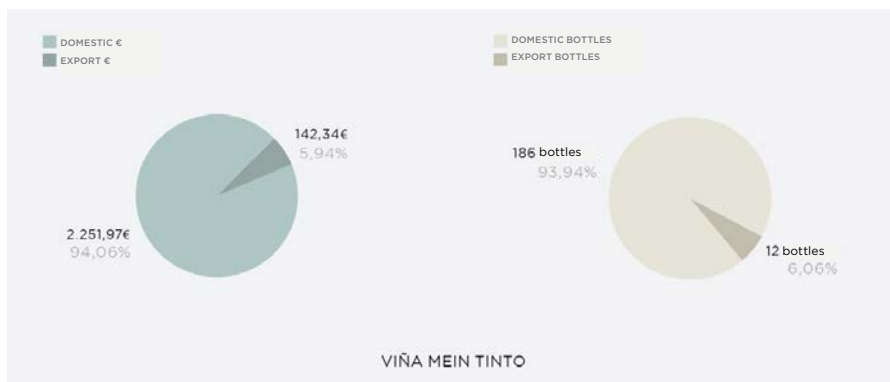 DOMESTIC €
EXPORT €
142,34€
5,94%
2.251,97€
94,06%
DOMESTIC BOTTLES
EXPORT BOTTLES
186 bottles
93,94%
12 bottles
6,06%
VIÑA MEIN TINTO